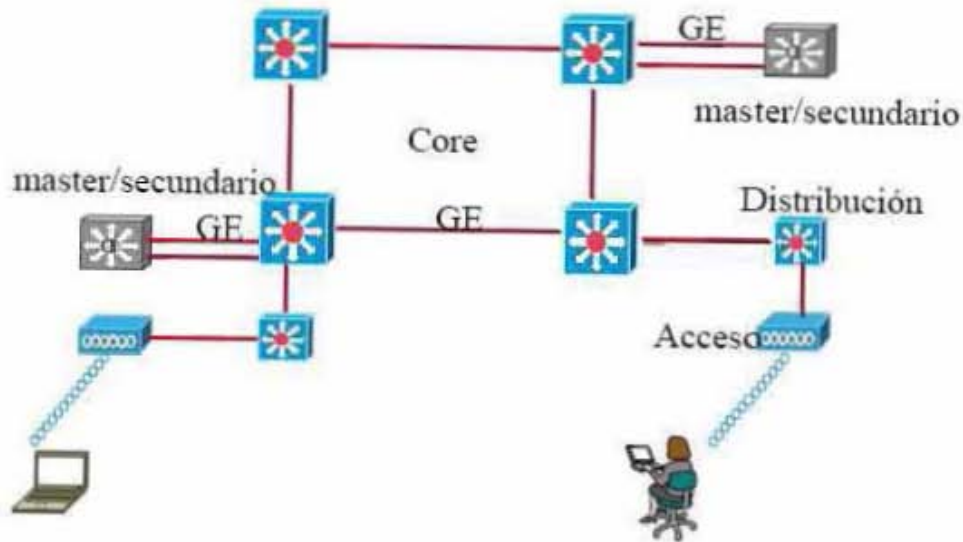 GE
master/secundario
Core
master/secundario
GE
GE
Distribución
Acceso